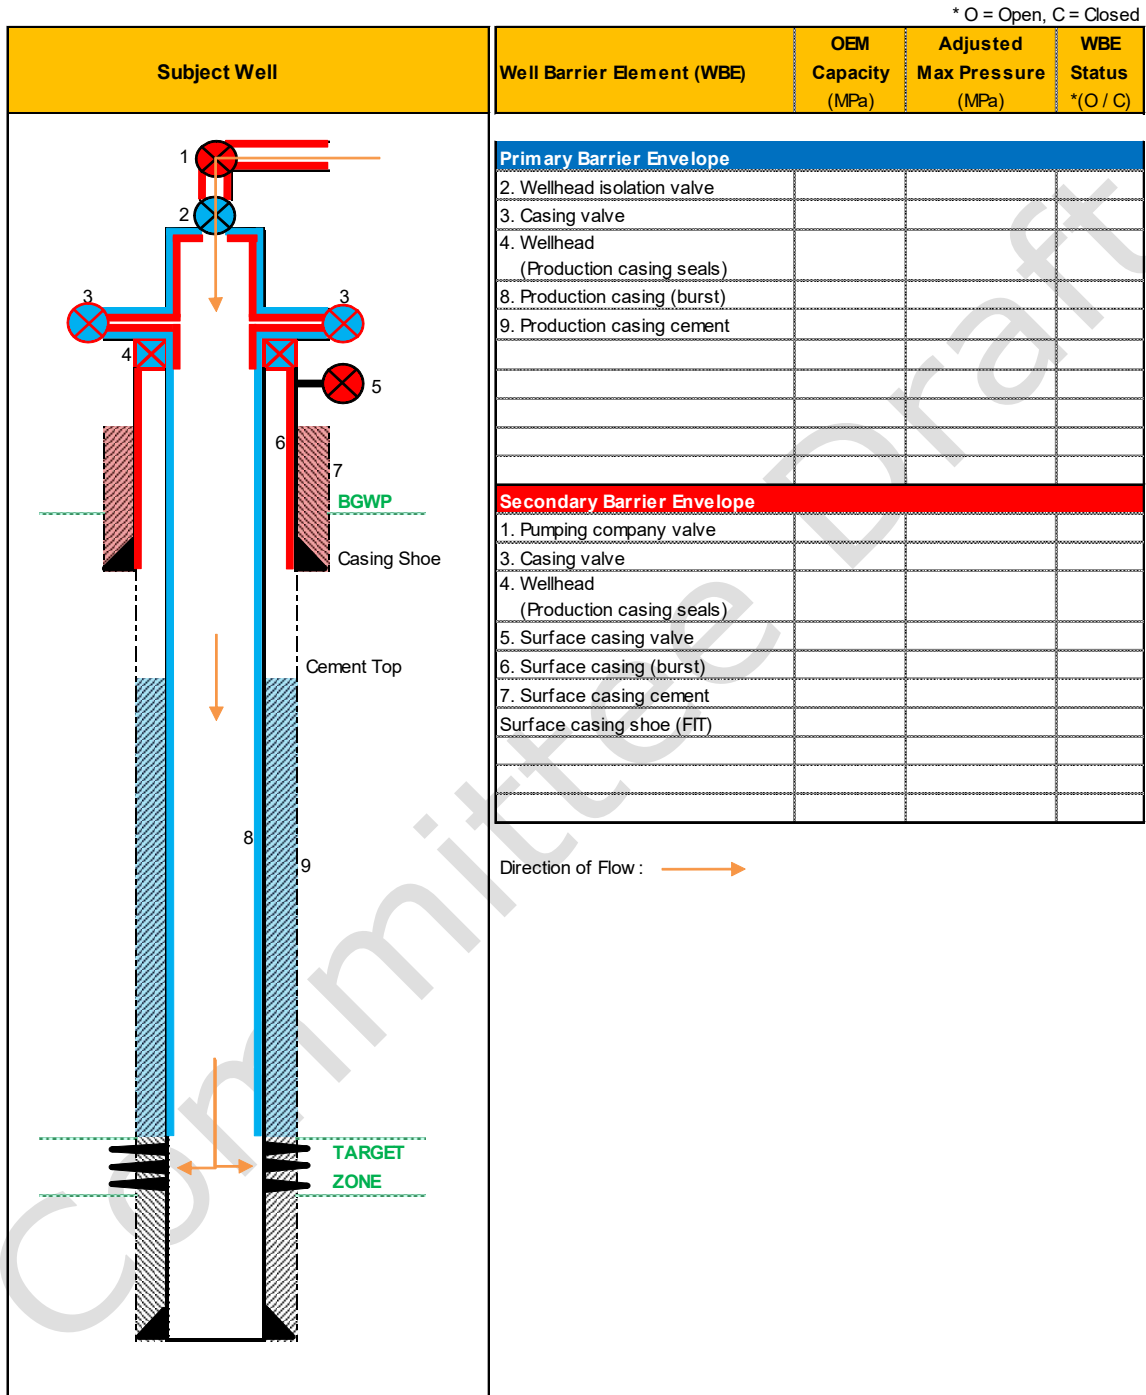 * O = Open, C = Closed
Subject Well
Well Barrier Element (WBE)
OEM
Capacity
(MPa)
Adjusted
Max Pressure
(MPa)
WBE
Status
*(O / C)
1
2
3
3
4
5
6
7
BGWP
Casing Shoe
Cement Top
8
9
TARGET
ZONE
Primary Barrier Envelope
2. Wellhead isolation valve
3. Casing valve
4. Wellhead
(Production casing seals)
8. Production casing (burst)
9. Production casing cement
Secondary Barrier Envelope
1. Pumping company valve
3. Casing valve
4. Wellhead
(Production casing seals)
5. Surface casing valve
6. Surface casing (burst)
7. Surface casing cement
Surface casing shoe (FIT)
Direction of Flow :
Committee Draft